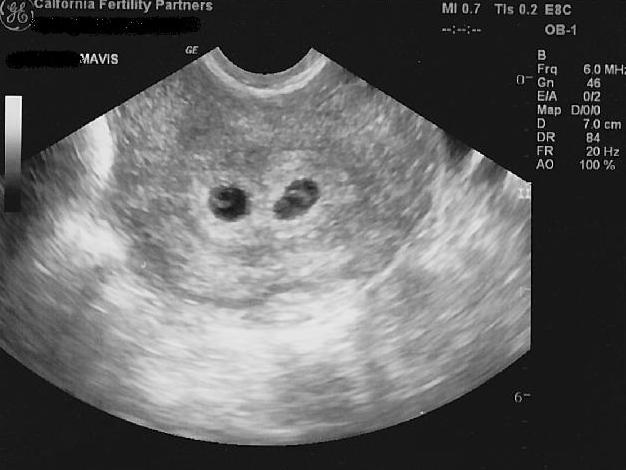 GE
California Fertility Partners
MAVIS
GE
MI 0.7 TIs 0.2 E8C
--:--:-- OB-1
B
Frq 6.0 MHz
Gn 46
E/A 0/2
Map D/0/0
D 7.0 cm
DR 84
FR 20 Hz
AO 100 %
0
6